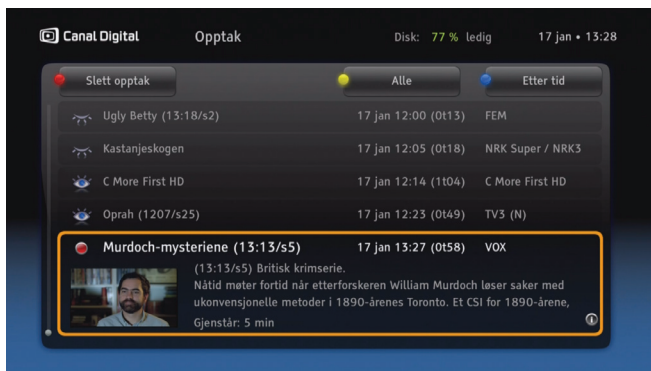 Canal Digital Opptak Disk: 77 % ledig 17 jan • 13:28
Slett opptak Alle Etter tid
Ugly Betty (13:18/s2) 17 jan 12:00 (0t13) FEM
Kastanjeskogen 17 jan 12:05 (0t18) NRK Super / NRK3
C More First HD 17 jan 12:14 (1t04) C More First HD
Oprah (1207/s25) 17 jan 12:23 (0t49) TV3 (N)
Murdoch-mysteriene (13:13/s5) 17 jan 13:27 (0t58) VOX
(13:13/s5) Britisk krimserie.
Nåtid møter fortid når etterforskeren William Murdoch løser saker med
ukonvensjonelle metoder i 1890-årenes Toronto. Et CSI for 1890-årene,
Gjenstår: 5 min